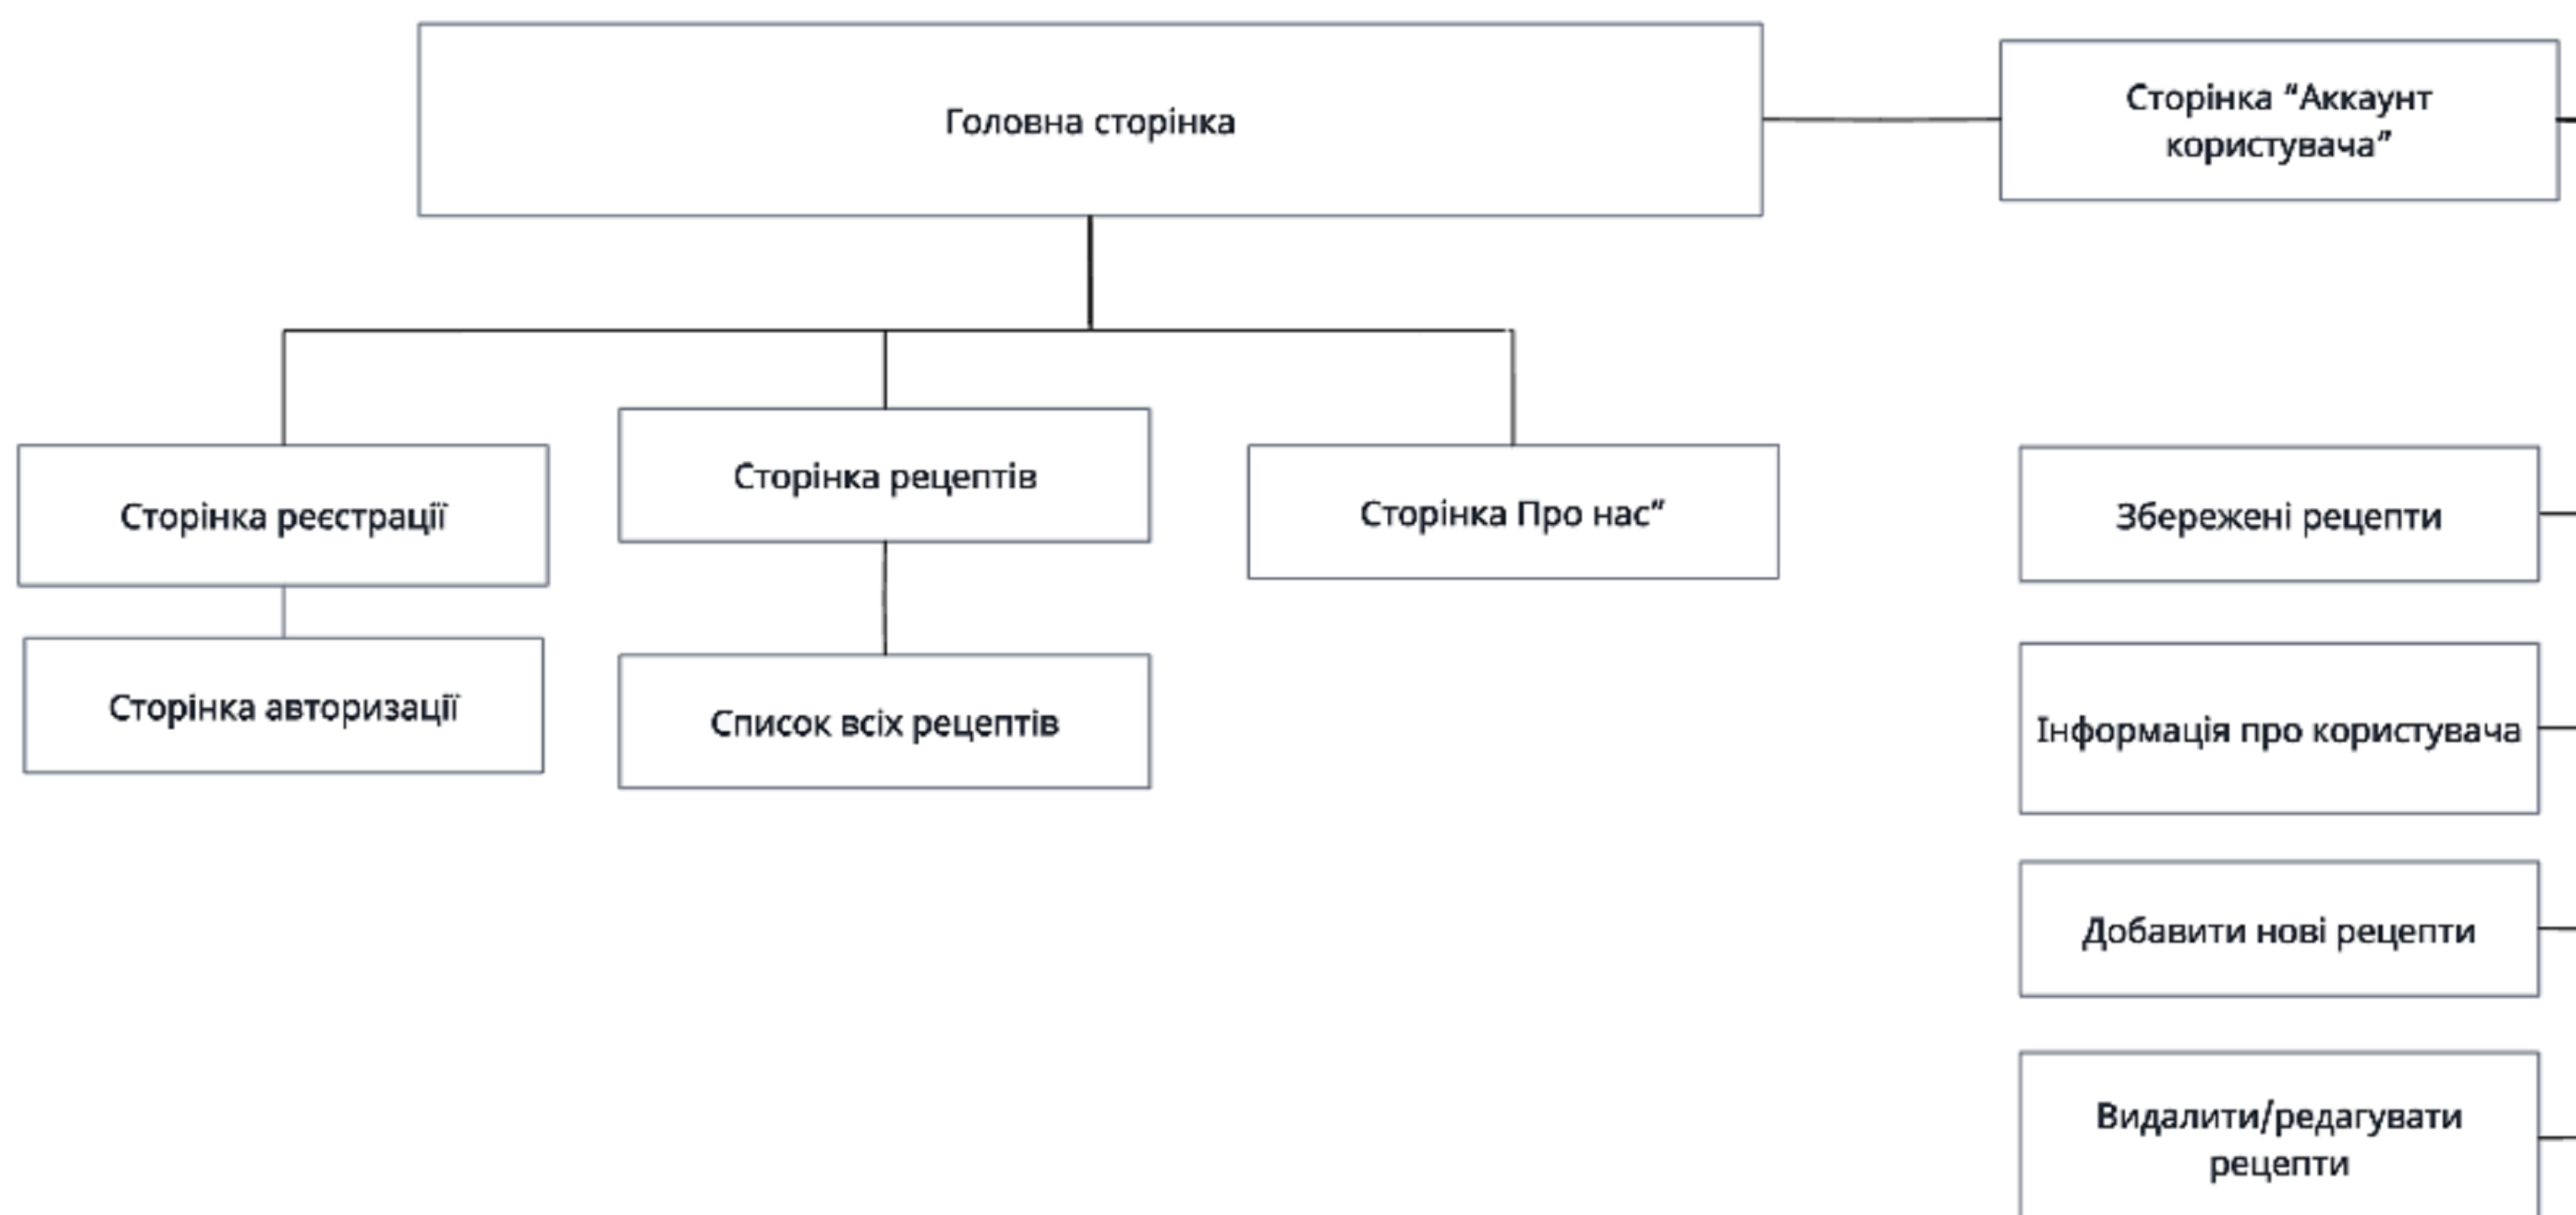 Головна сторінка
Сторінка “Аккаунт
користувача”
Сторінка реєстрації
Сторінка рецептів
Сторінка Про нас”
Збережені рецепти
Сторінка авторизації
Список всіх рецептів
Інформація про користувача
Добавити нові рецепти
Видалити/редагувати
рецепти